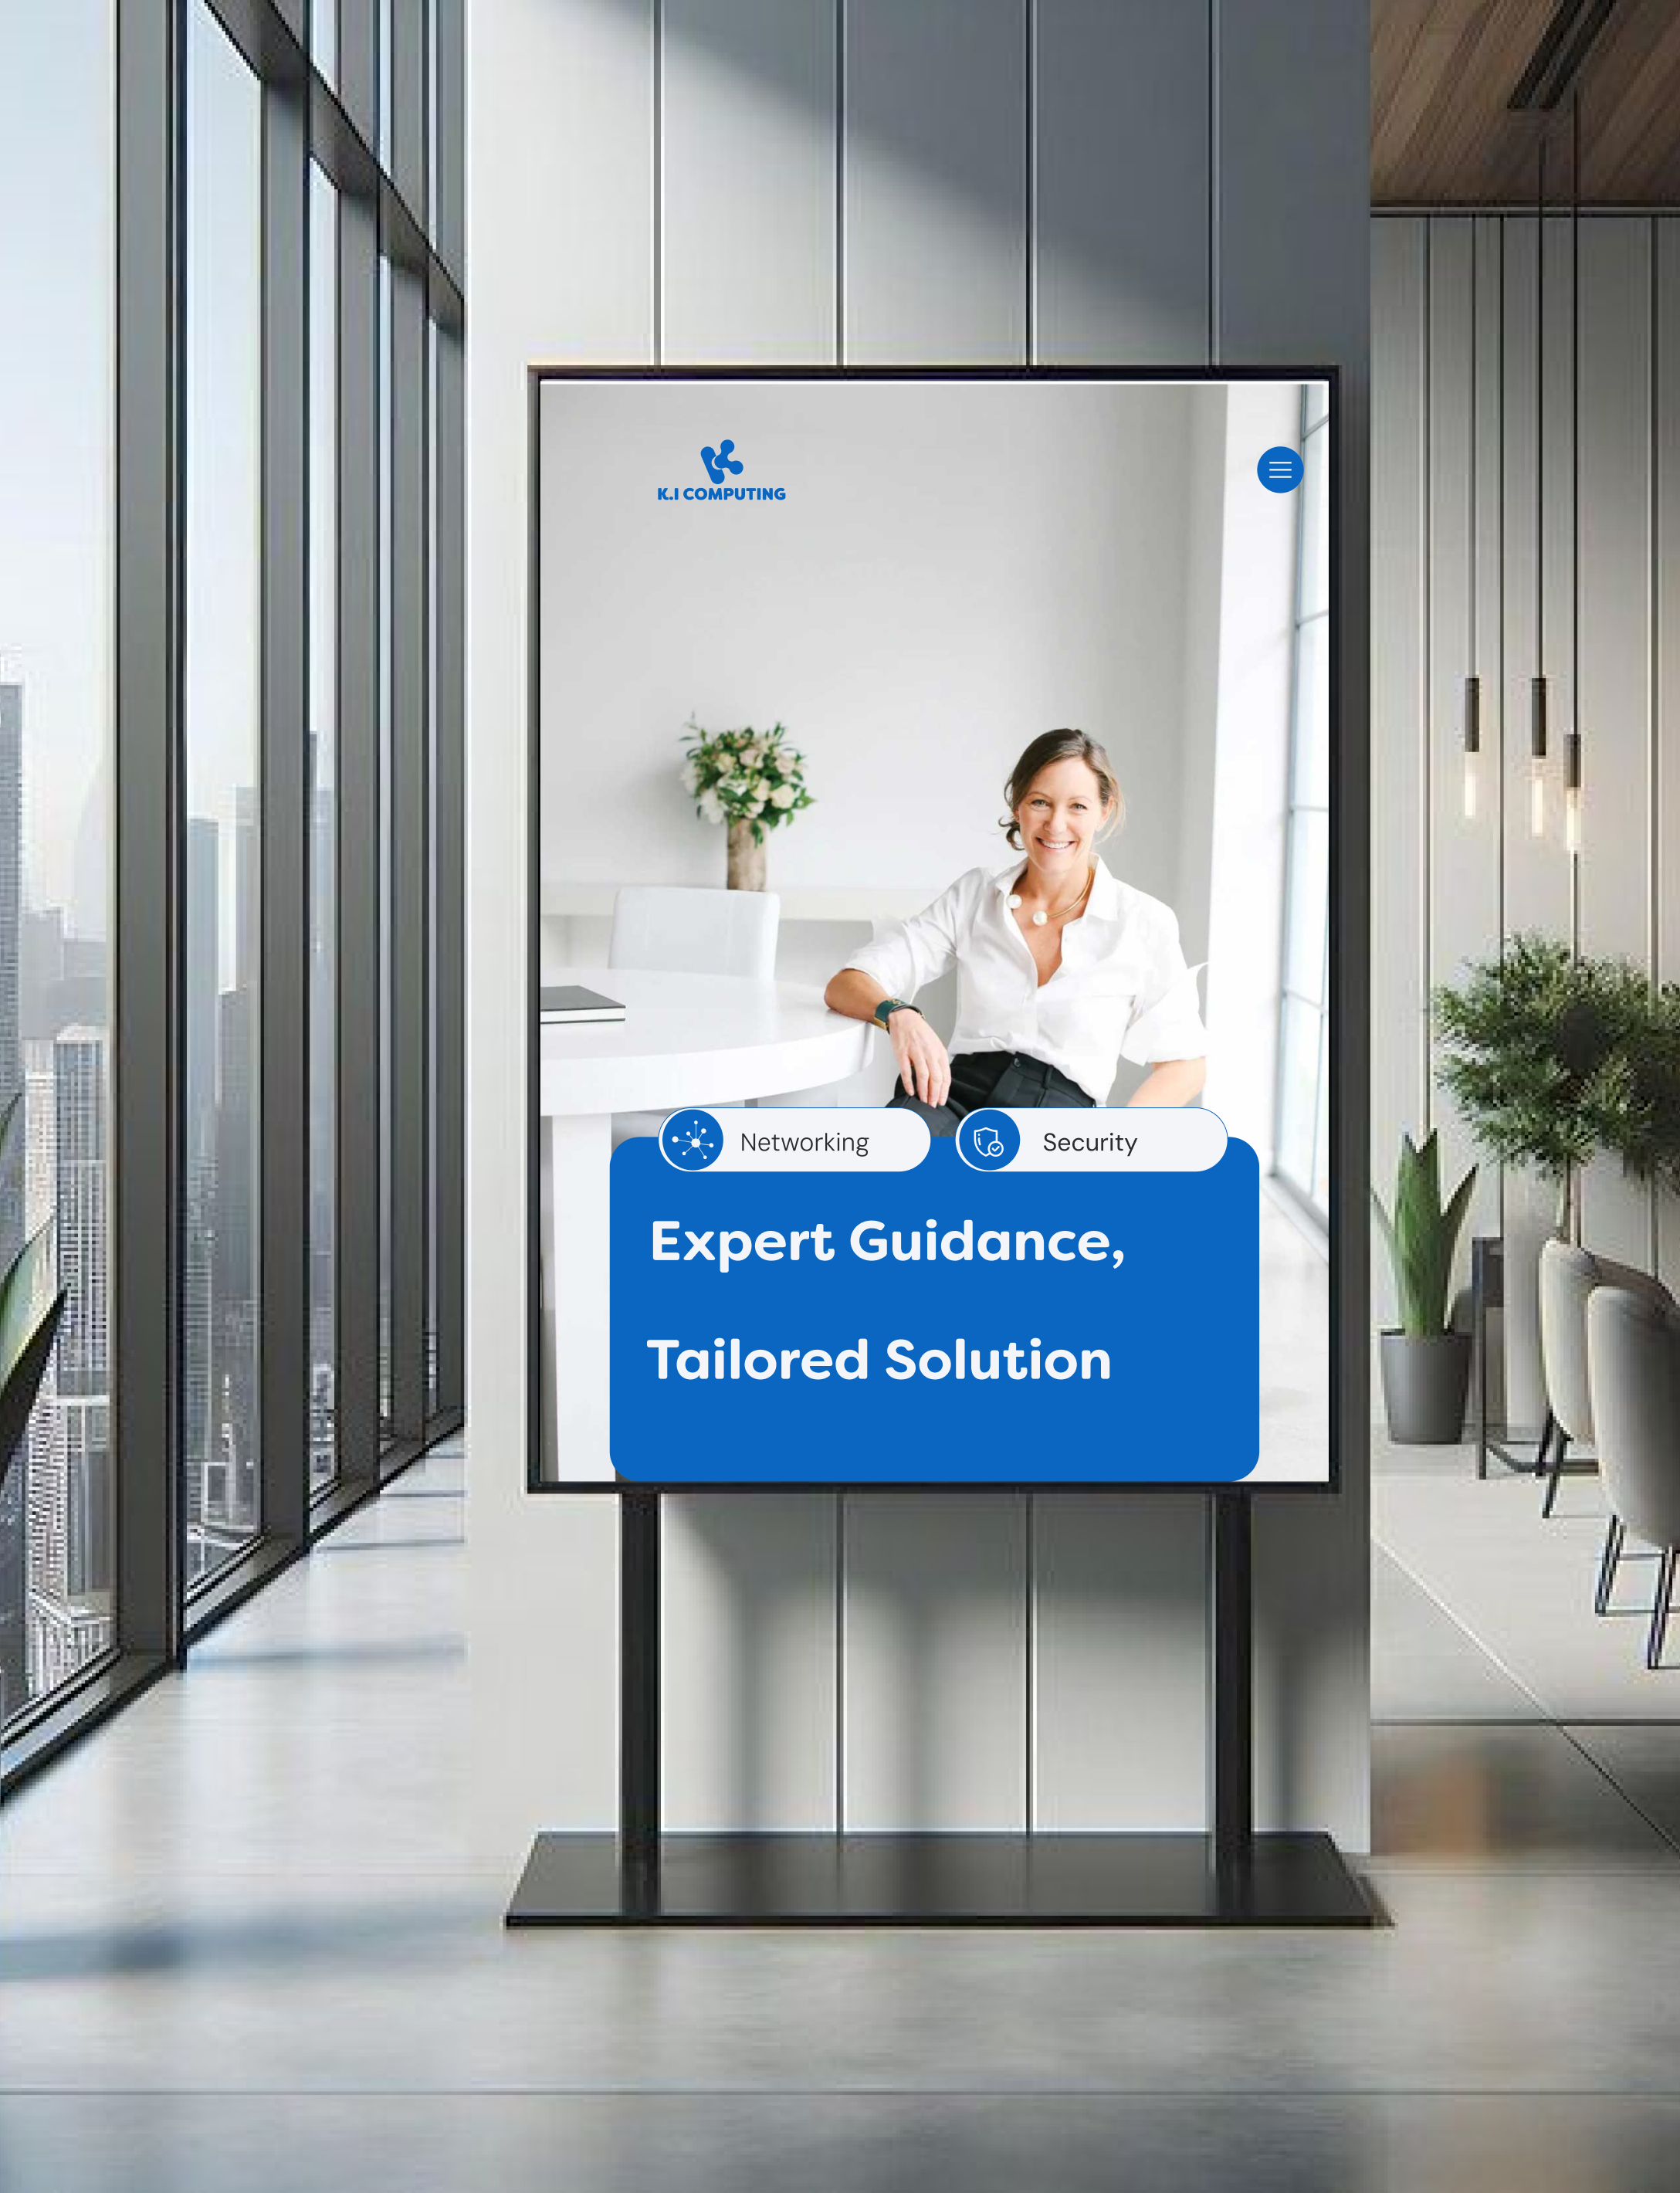 K.I COMPUTING
Networking
Security
Expert Guidance,
Tailored Solution